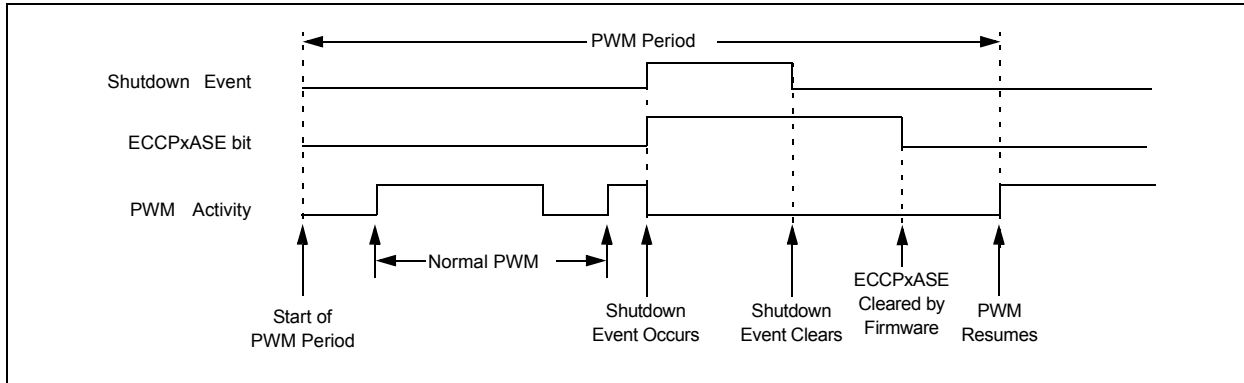 PWM Period
Shutdown Event
ECCPxASE bit
PWM Activity
Normal PWM
Start of
PWM Period
Shutdown
Event Occurs
Shutdown
Event Clears
ECCPxASE
Cleared by
Firmware
PWM
Resumes